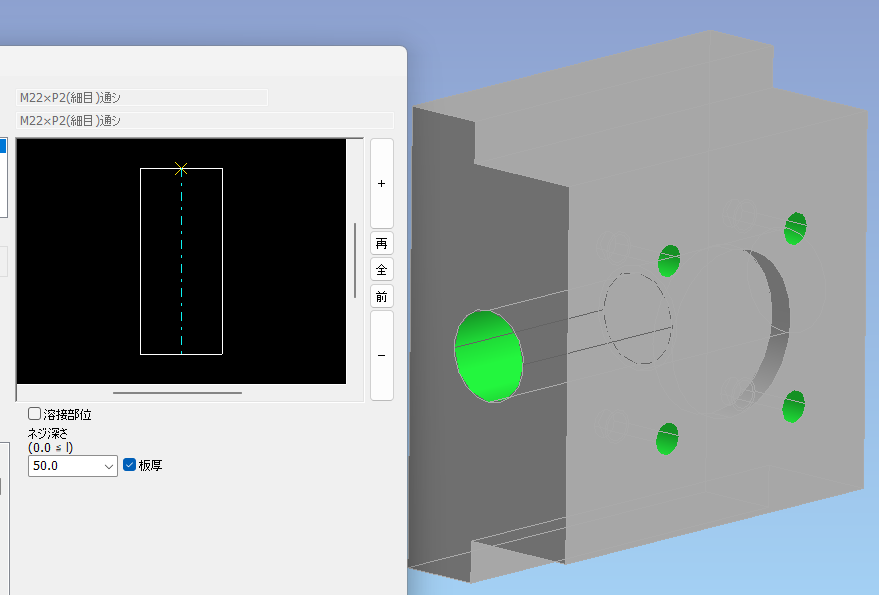 M22×P2(細目)通シ
M22×P2(細目)通シ
+
再
全
前
-
溶接部位
ネジ深さ
(0.0 ≦ l)
50.0
板厚